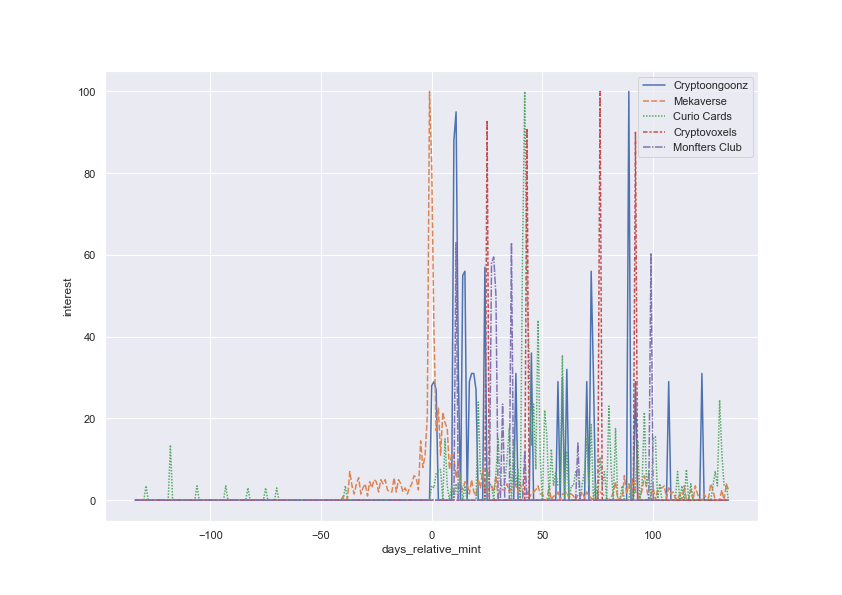 100
80
60
40
20
0
interest
−100
−50
0
50
100
days_relative_mint
Cryptoongoonz
Mekaverse
Curio Cards
Cryptovoxels
Monfters Club